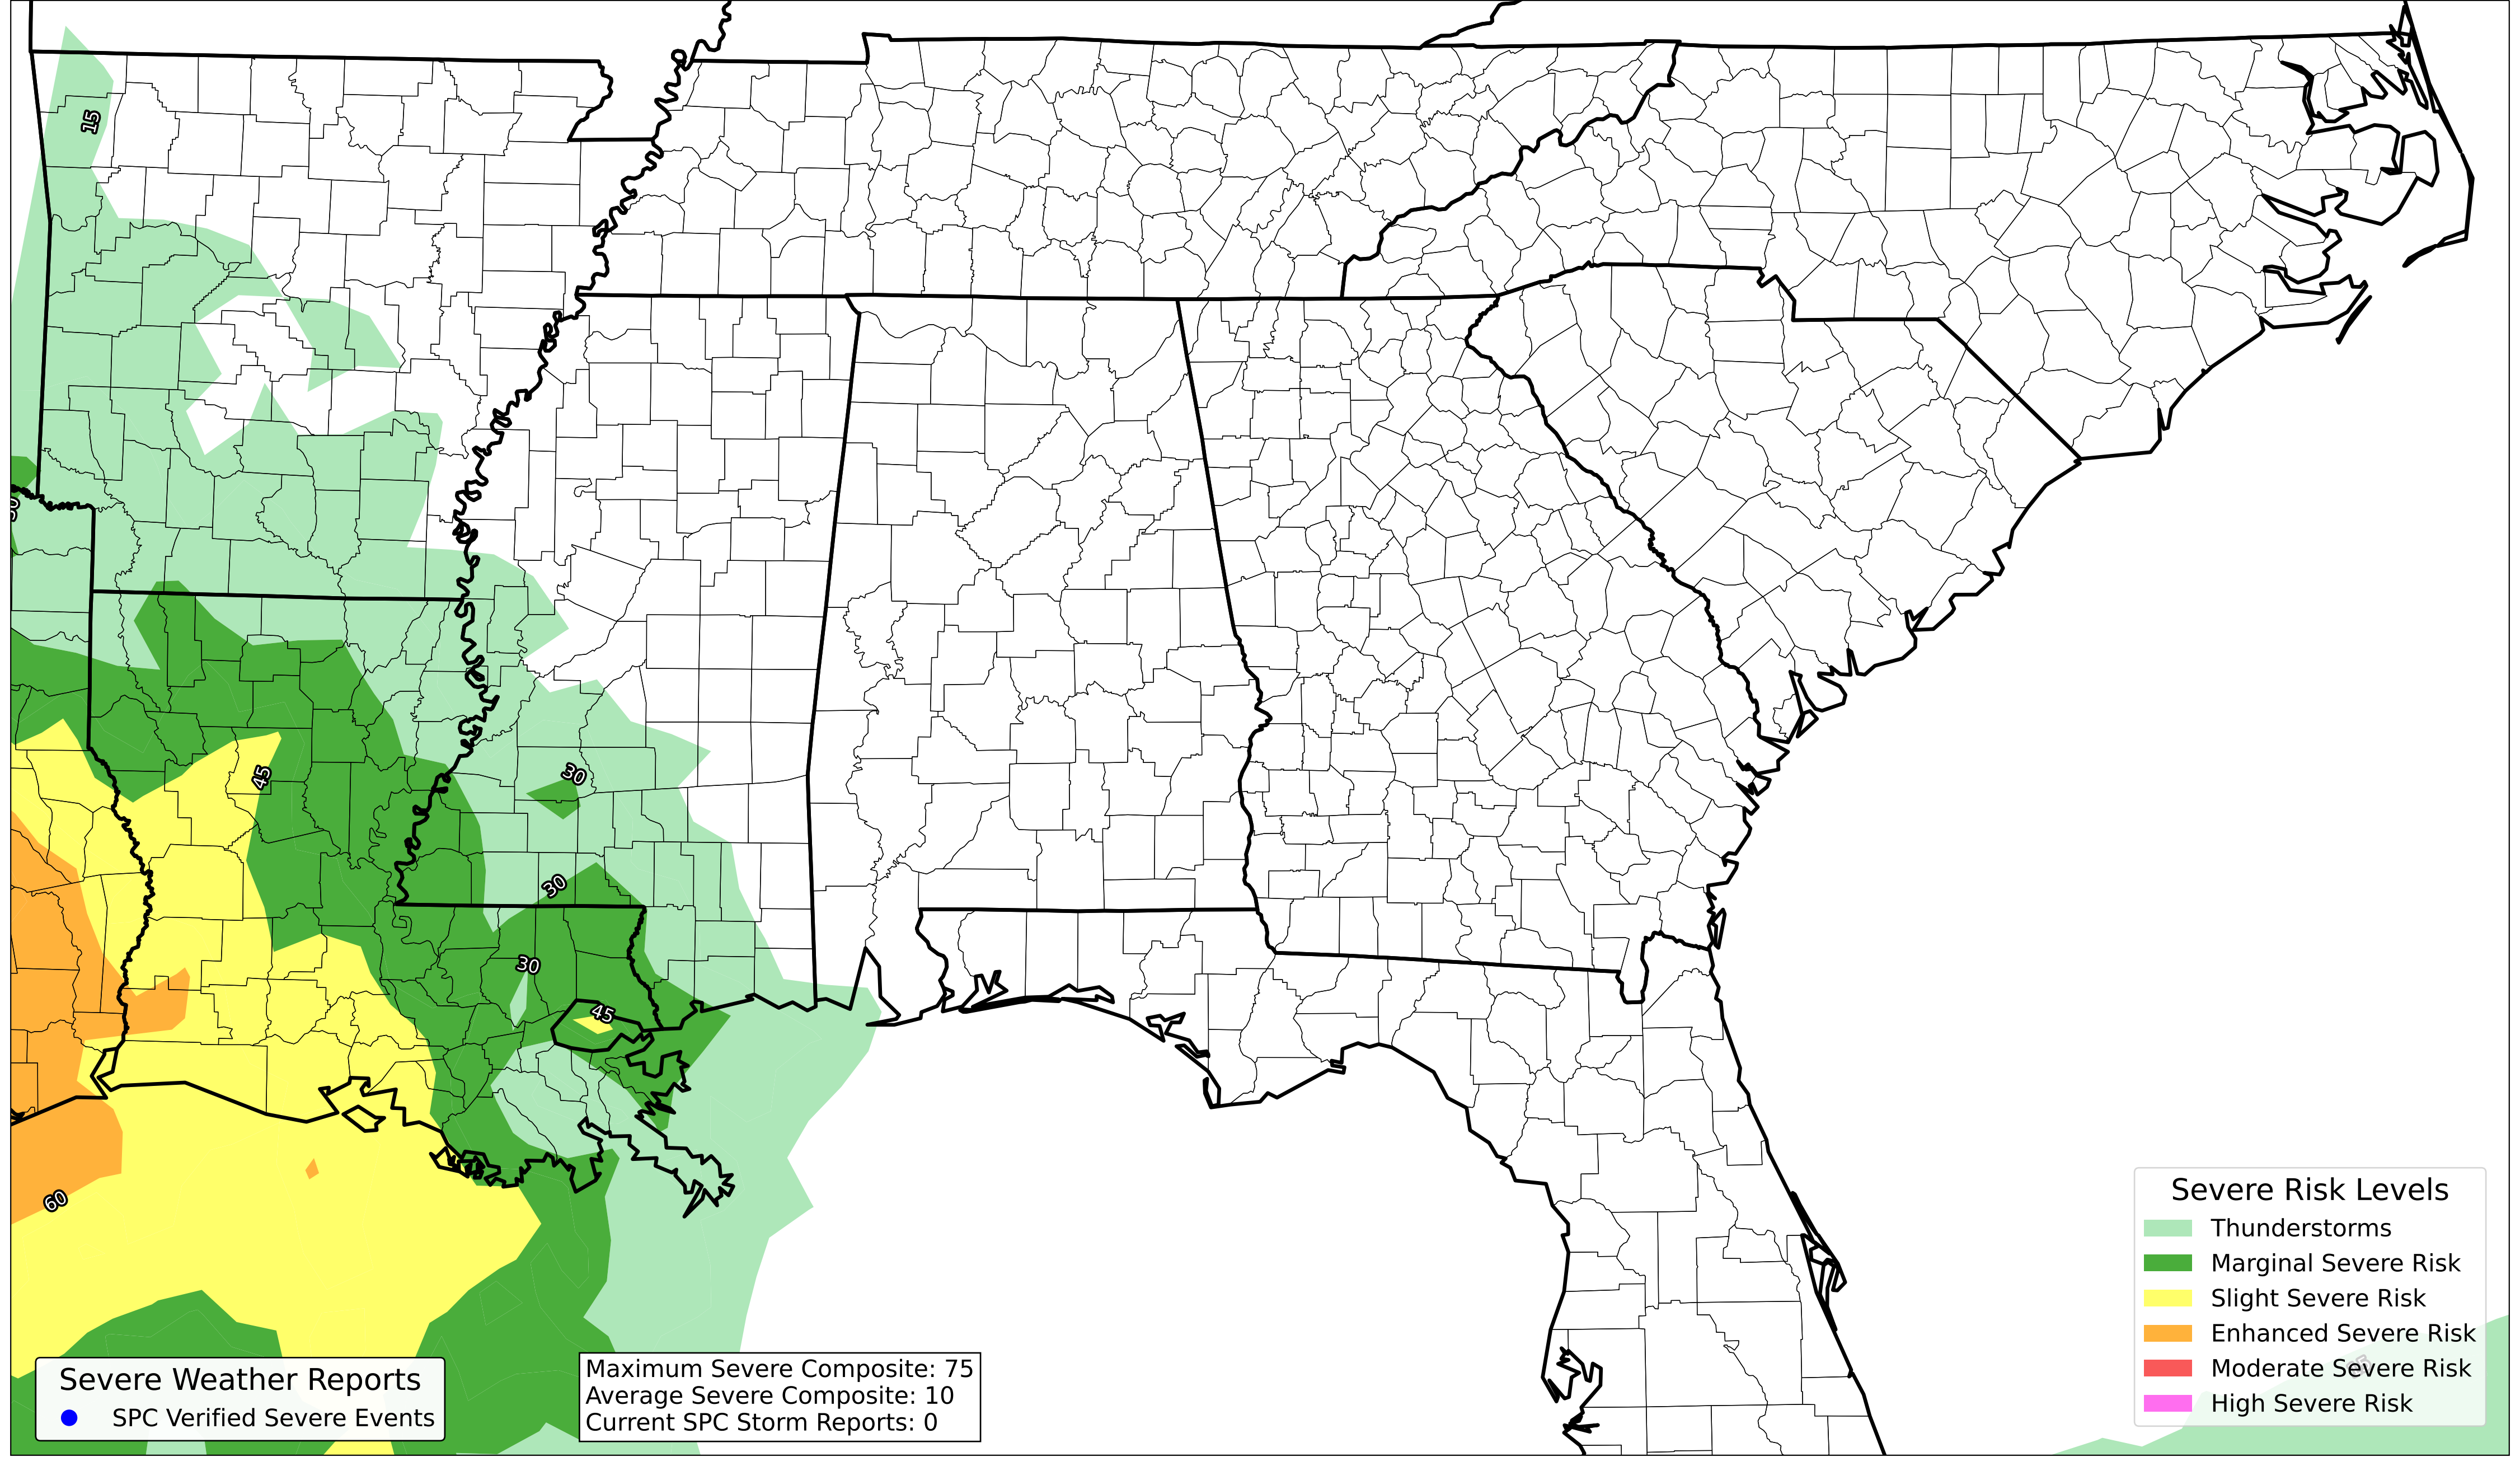 15
30
45
30
30
45
60
Severe Weather Reports
SPC Verified Severe Events
Maximum Severe Composite: 75
Average Severe Composite: 10
Current SPC Storm Reports: 0
Severe Risk Levels
Thunderstorms
Marginal Severe Risk
Slight Severe Risk
Enhanced Severe Risk
Moderate Severe Risk
High Severe Risk